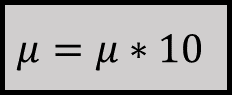 μ = μ * 10